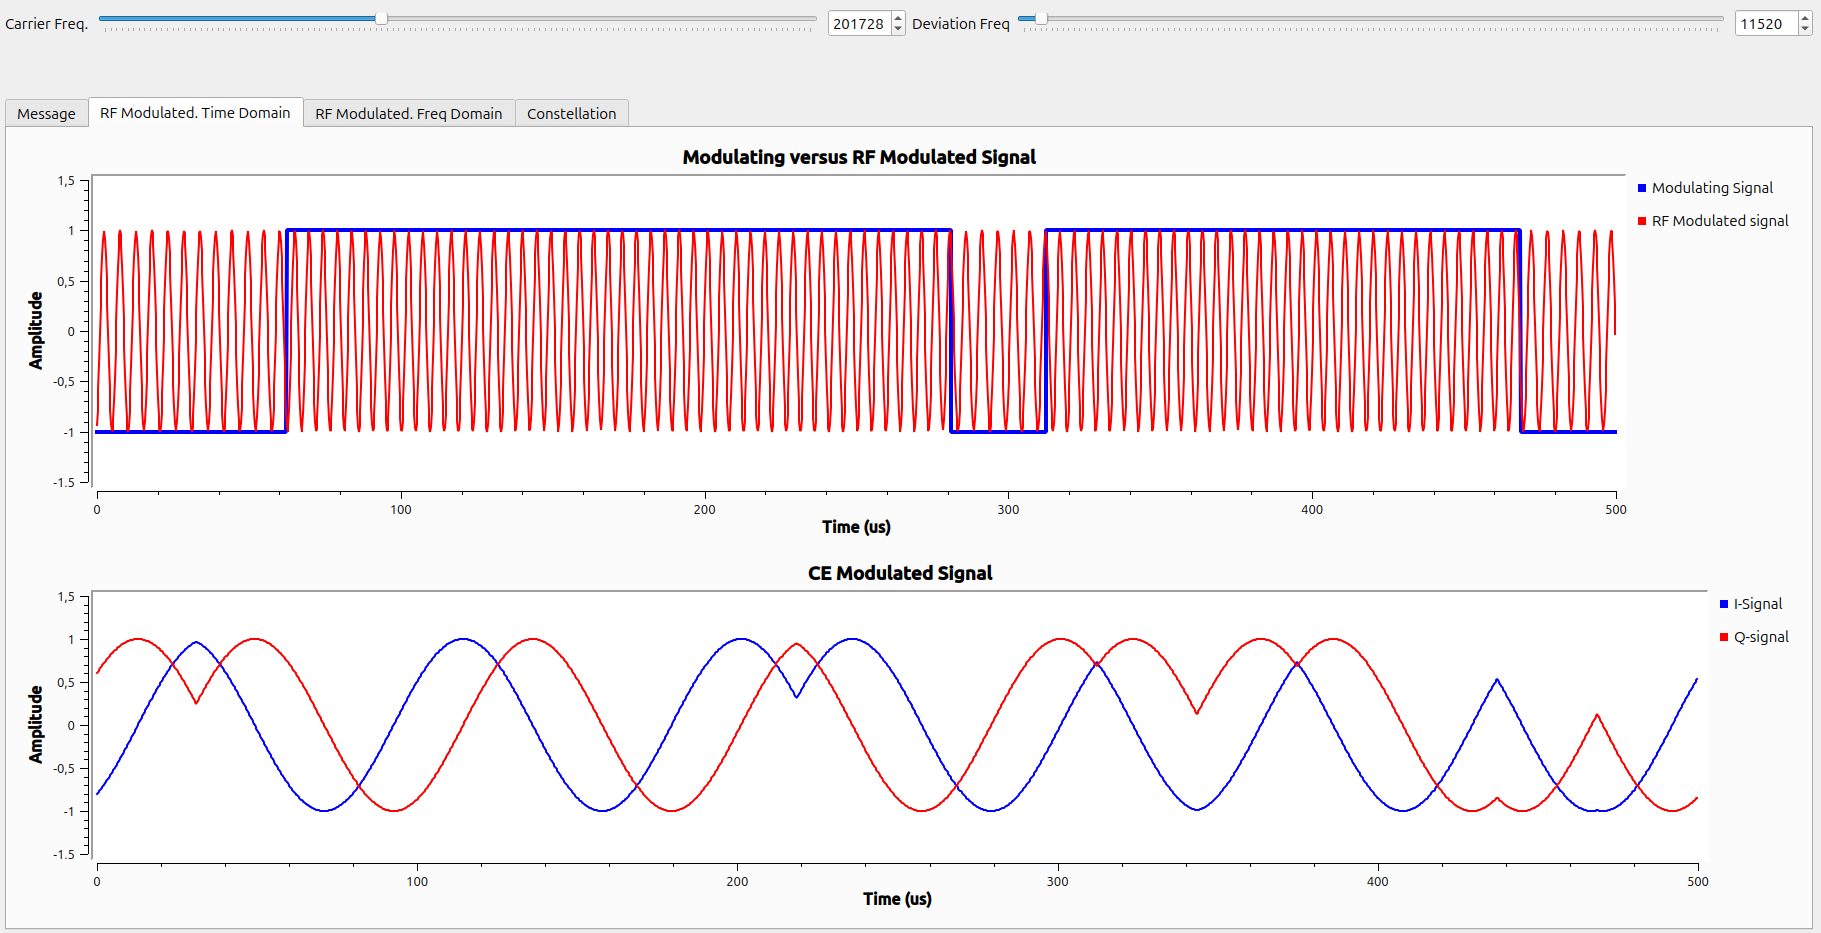 Carrier Freq. 201728 Deviation Freq 11520
Message RF Modulated. Time Domain RF Modulated. Freq Domain Constellation
Modulating versus RF Modulated Signal
1,5
1
0,5
0
-0,5
-1
-1.5
Amplitude
0 100 200 300 400 500
Time (us)
Modulating Signal
RF Modulated signal
CE Modulated Signal
1,5
1
0,5
0
-0,5
-1
-1.5
Amplitude
0 100 200 300 400 500
Time (us)
I-Signal
Q-signal